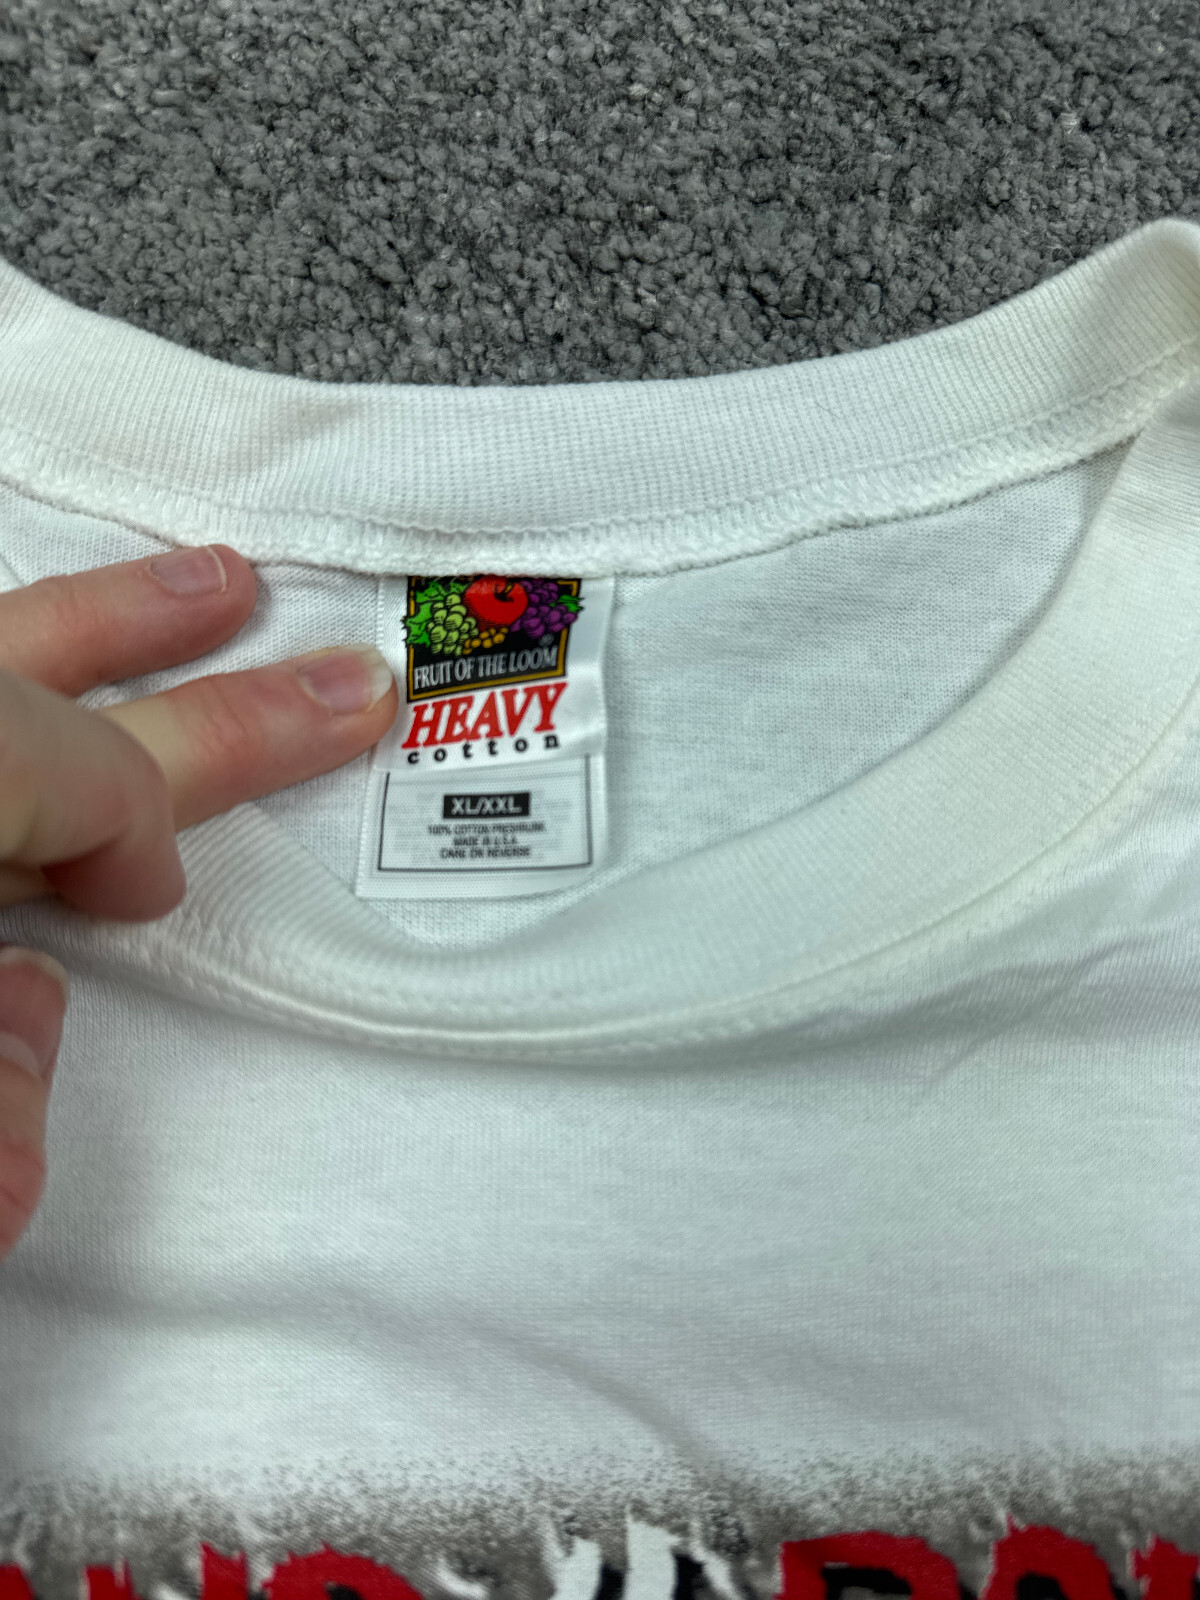 FRUIT OF THE LOOM
®
HEAVY
cotton
XL/XXL
100% COTTON PRESHRUNK
MADE IN U.S.A.
CARE ON REVERSE